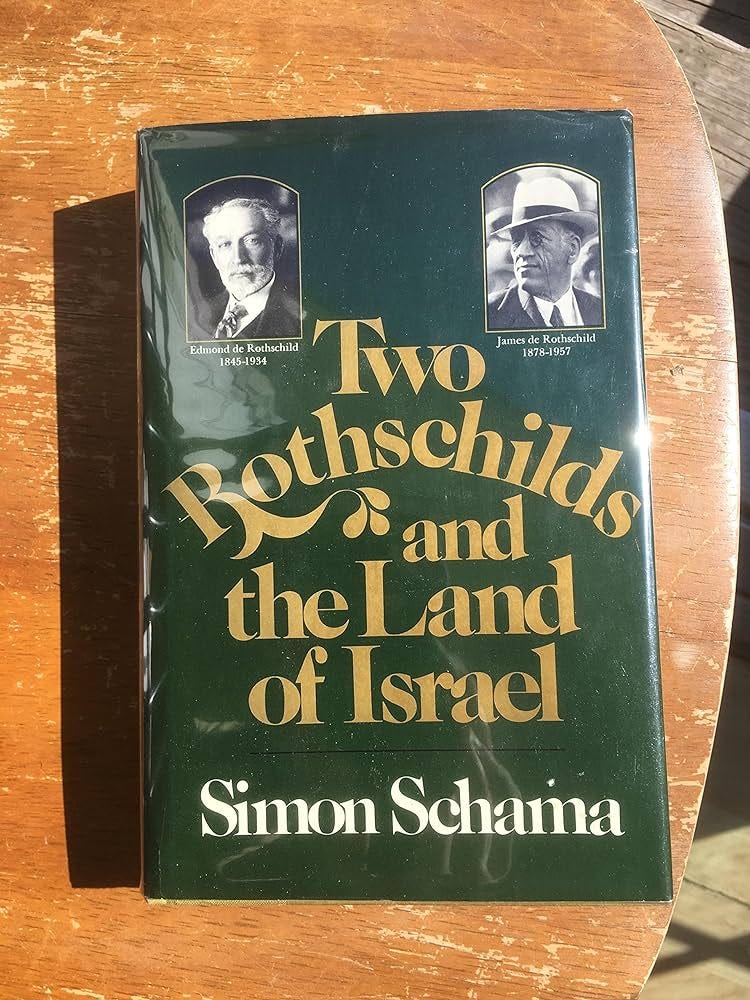 Edmond de Rothschild
1845-1934
James de Rothschild
1878-1957
Two
Rothschilds
and
the Land
of Israel
Simon Schama